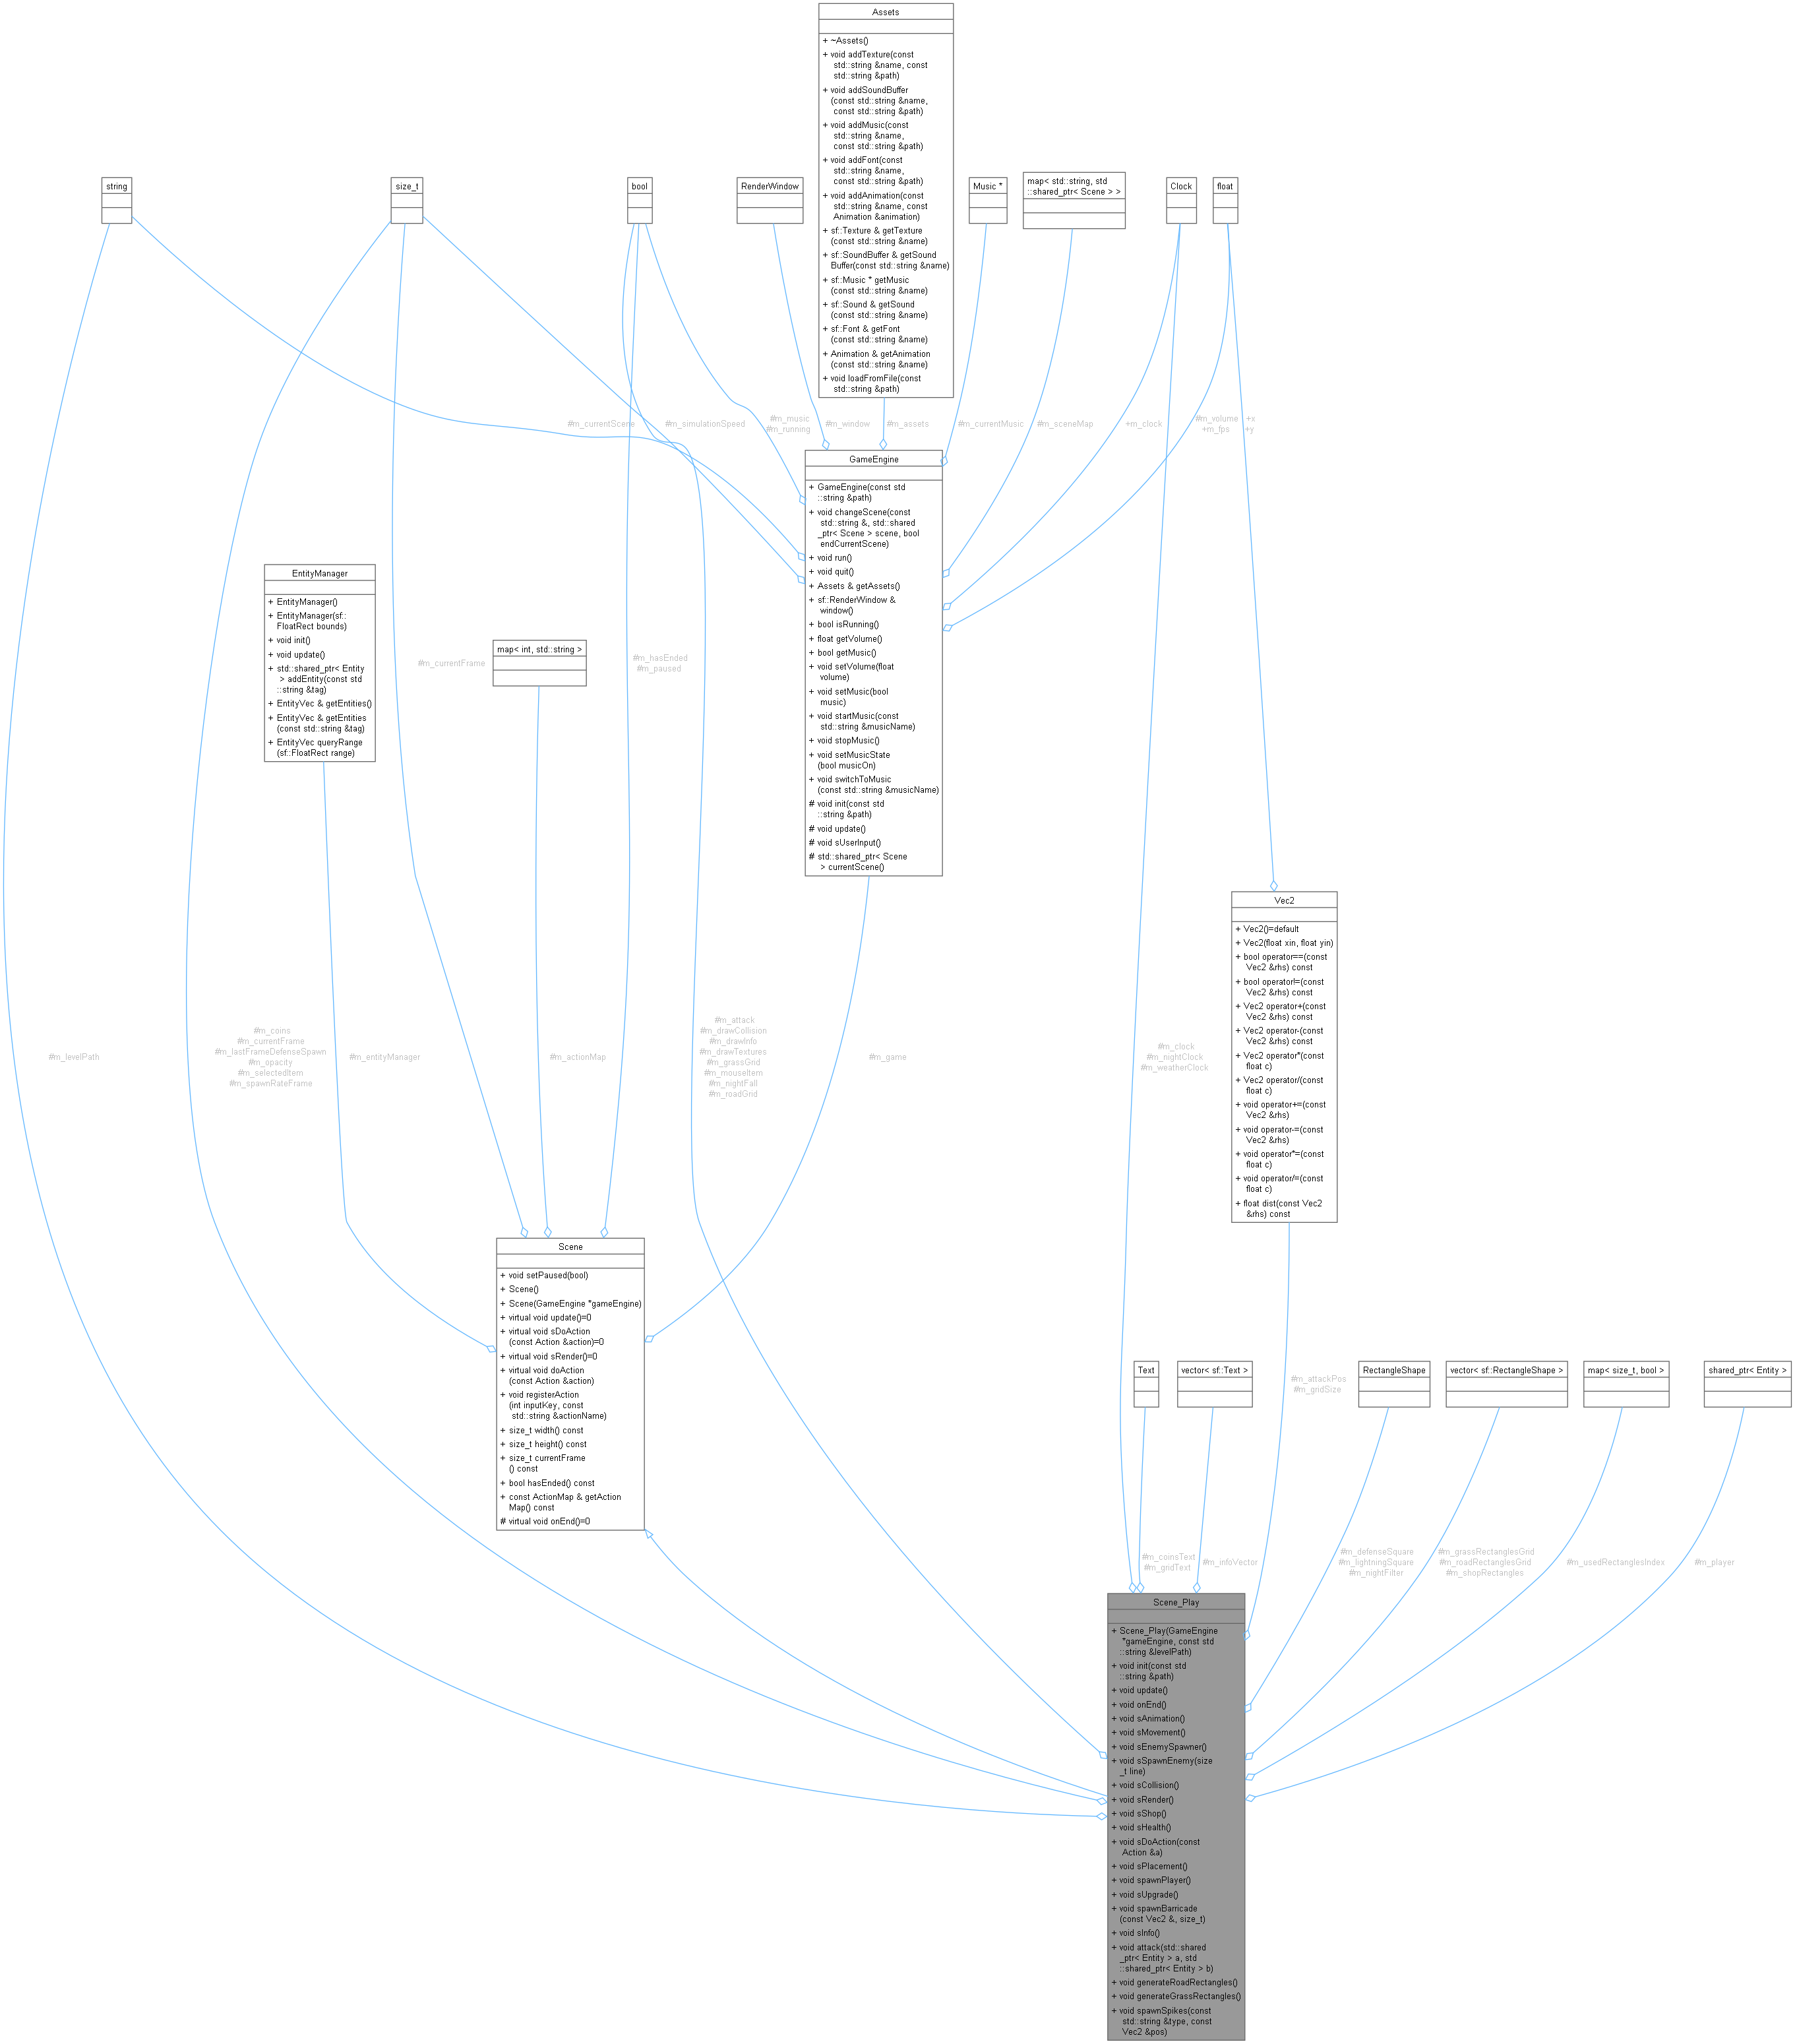 Assets
+ ~Assets()
+ void addTexture(const
std::string &name, const
std::string &path)
+ void addSoundBuffer
(const std::string &name,
const std::string &path)
+ void addMusic(const
std::string &name,
const std::string &path)
+ void addFont(const
std::string &name,
const std::string &path)
+ void addAnimation(const
std::string &name, const
Animation &animation)
+ sf::Texture & getTexture
(const std::string &name)
+ sf::SoundBuffer & getSound
Buffer(const std::string &name)
+ sf::Music * getMusic
(const std::string &name)
+ sf::Sound & getSound
(const std::string &name)
+ sf::Font & getFont
(const std::string &name)
+ Animation & getAnimation
(const std::string &name)
+ void loadFromFile(const
std::string &path)
string
size_t
bool
RenderWindow
Music *
map< std::string, std
::shared_ptr< Scene > >
Clock
float
#m_currentScene
#m_simulationSpeed
#m_music
#m_running
#m_window
#m_assets
#m_currentMusic
#m_sceneMap
+m_clock
#m_volume
+m_fps
+x
+y
GameEngine
+ GameEngine(const std
::string &path)
+ void changeScene(const
std::string &, std::shared
_ptr< Scene > scene, bool
endCurrentScene)
+ void run()
+ void quit()
+ Assets & getAssets()
+ sf::RenderWindow &
window()
+ bool isRunning()
+ float getVolume()
+ bool getMusic()
+ void setVolume(float
volume)
+ void setMusic(bool
music)
+ void startMusic(const
std::string &musicName)
+ void stopMusic()
+ void setMusicState
(bool musicOn)
+ void switchToMusic
(const std::string &musicName)
# void init(const std
::string &path)
# void update()
# void sUserInput()
# std::shared_ptr< Scene
> currentScene()
EntityManager
+ EntityManager()
+ EntityManager(sf::
FloatRect bounds)
+ void init()
+ void update()
+ std::shared_ptr< Entity
> addEntity(const std
::string &tag)
+ EntityVec & getEntities()
+ EntityVec & getEntities
(const std::string &tag)
+ EntityVec queryRange
(sf::FloatRect range)
#m_currentFrame
map< int, std::string >
#m_hasEnded
#m_paused
Vec2
+ Vec2()=default
+ Vec2(float xin, float yin)
+ bool operator==(const
Vec2 &rhs) const
+ bool operator!=(const
Vec2 &rhs) const
+ Vec2 operator+(const
Vec2 &rhs) const
+ Vec2 operator-(const
Vec2 &rhs) const
+ Vec2 operator*(const
float c)
+ Vec2 operator/(const
float c)
+ void operator+=(const
Vec2 &rhs)
+ void operator-=(const
Vec2 &rhs)
+ void operator*=(const
float c)
+ void operator/=(const
float c)
+ float dist(const Vec2
&rhs) const
#m_levelPath
#m_coins
#m_currentFrame
#m_lastFrameDefenseSpawn
#m_opacity
#m_selectedItem
#m_spawnRateFrame
#m_entityManager
#m_actionMap
#m_attack
#m_drawCollision
#m_drawInfo
#m_drawTextures
#m_grassGrid
#m_mouseItem
#m_nightFall
#m_roadGrid
#m_game
#m_clock
#m_nightClock
#m_weatherClock
Scene
+ void setPaused(bool)
+ Scene()
+ Scene(GameEngine *gameEngine)
+ virtual void update()=0
+ virtual void sDoAction
(const Action &action)=0
+ virtual void sRender()=0
+ virtual void doAction
(const Action &action)
+ void registerAction
(int inputKey, const
std::string &actionName)
+ size_t width() const
+ size_t height() const
+ size_t currentFrame
() const
+ bool hasEnded() const
+ const ActionMap & getAction
Map() const
# virtual void onEnd()=0
Text
vector< sf::Text >
#m_attackPos
#m_gridSize
RectangleShape
vector< sf::RectangleShape >
map< size_t, bool >
shared_ptr< Entity >
#m_coinsText
#m_gridText
#m_infoVector
#m_defenseSquare
#m_lightningSquare
#m_nightFilter
#m_grassRectanglesGrid
#m_roadRectanglesGrid
#m_shopRectangles
#m_usedRectanglesIndex
#m_player
Scene_Play
+ Scene_Play(GameEngine
*gameEngine, const std
::string &levelPath)
+ void init(const std
::string &path)
+ void update()
+ void onEnd()
+ void sAnimation()
+ void sMovement()
+ void sEnemySpawner()
+ void sSpawnEnemy(size
_t line)
+ void sCollision()
+ void sRender()
+ void sShop()
+ void sHealth()
+ void sDoAction(const
Action &a)
+ void sPlacement()
+ void spawnPlayer()
+ void sUpgrade()
+ void spawnBarricade
(const Vec2 &, size_t)
+ void sInfo()
+ void attack(std::shared
_ptr< Entity > a, std
::shared_ptr< Entity > b)
+ void generateRoadRectangles()
+ void generateGrassRectangles()
+ void spawnSpikes(const
std::string &type, const
Vec2 &pos)